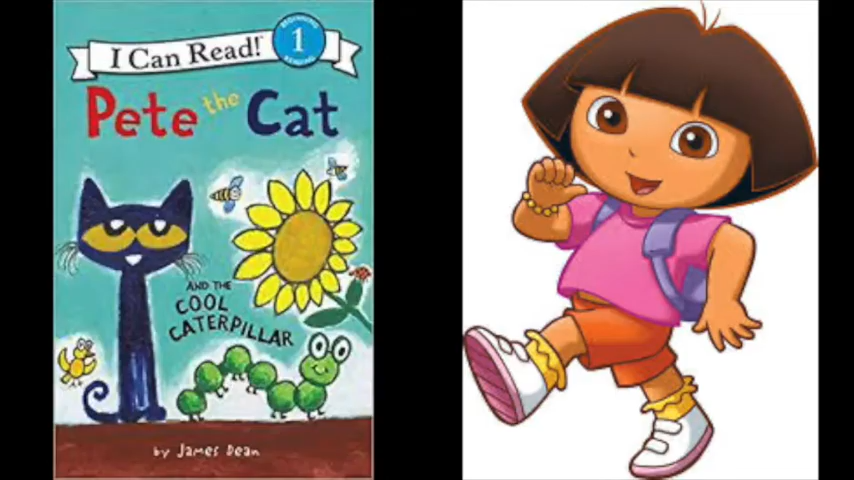 I Can Read!
BEGINNING
1
READING
Pete the Cat
AND THE
COOL
CATERPILLAR
by James Dean